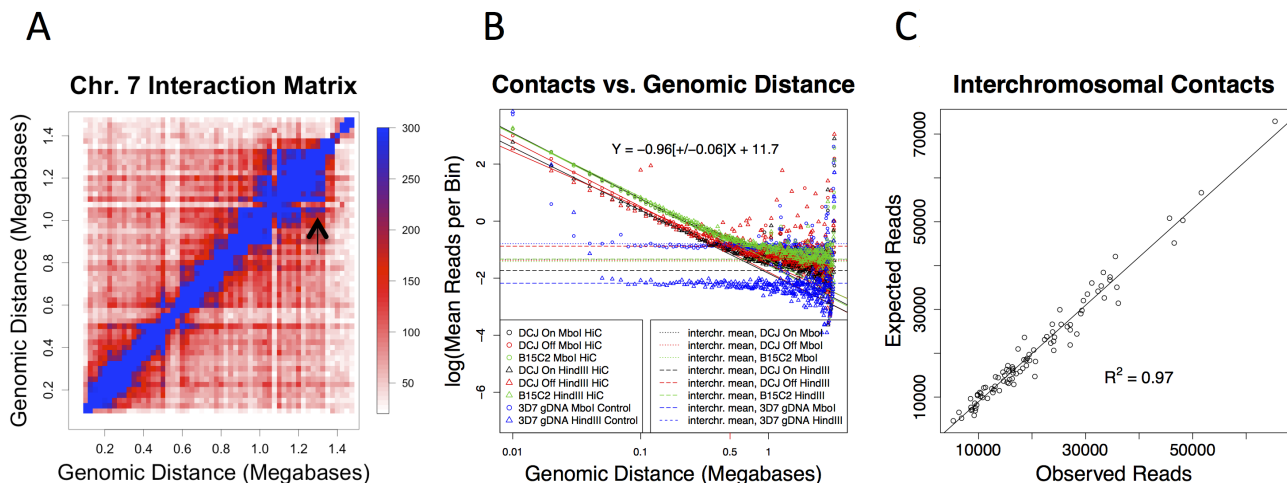 A
B
C
Chr. 7 Interaction Matrix
Genomic Distance (Megabases)
1.4
1.2
1.0
0.8
0.6
0.4
0.2
0.2 0.4 0.6 0.8 1.0 1.2 1.4
Genomic Distance (Megabases)
300
250
200
150
100
50
Contacts vs. Genomic Distance
log(Mean Reads per Bin)
2
0
-2
-4
-6
Y = -0.96[+/-0.06]X + 11.7
DCJ On MboI HiC
DCJ Off MboI HiC
B15C2 MboI HiC
DCJ On HindIII HiC
DCJ Off HindIII HiC
B15C2 HindIII HiC
3D7 gDNA MboI Control
3D7 gDNA HindIII Control
interchr. mean, DCJ On MboI
interchr. mean, DCJ Off MboI
interchr. mean, B15C2 MboI
interchr. mean, DCJ On HindIII
interchr. mean, DCJ Off HindIII
interchr. mean, B15C2 HindIII
interchr. mean, 3D7 gDNA MboI
interchr. mean, 3D7 gDNA HindIII
0.01 0.1 0.5 1
Genomic Distance (Megabases)
Interchromosomal Contacts
Expected Reads
70000
50000
30000
10000
R² = 0.97
10000 30000 50000
Observed Reads